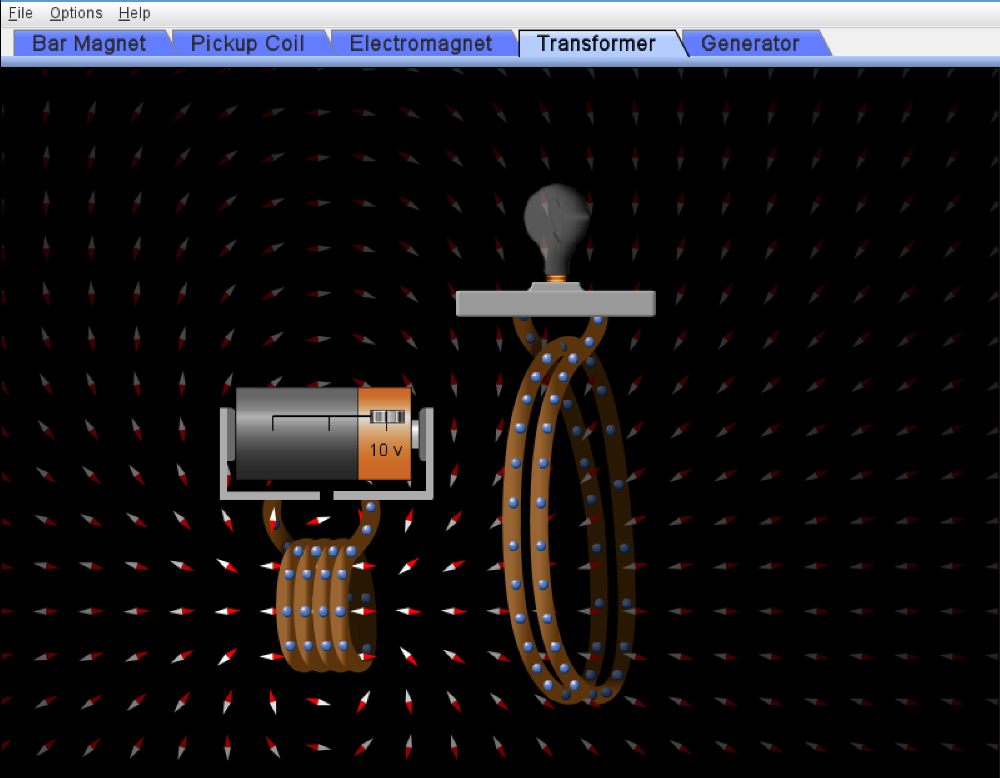 File Options Help
Bar Magnet Pickup Coil Electromagnet Transformer Generator
10 V